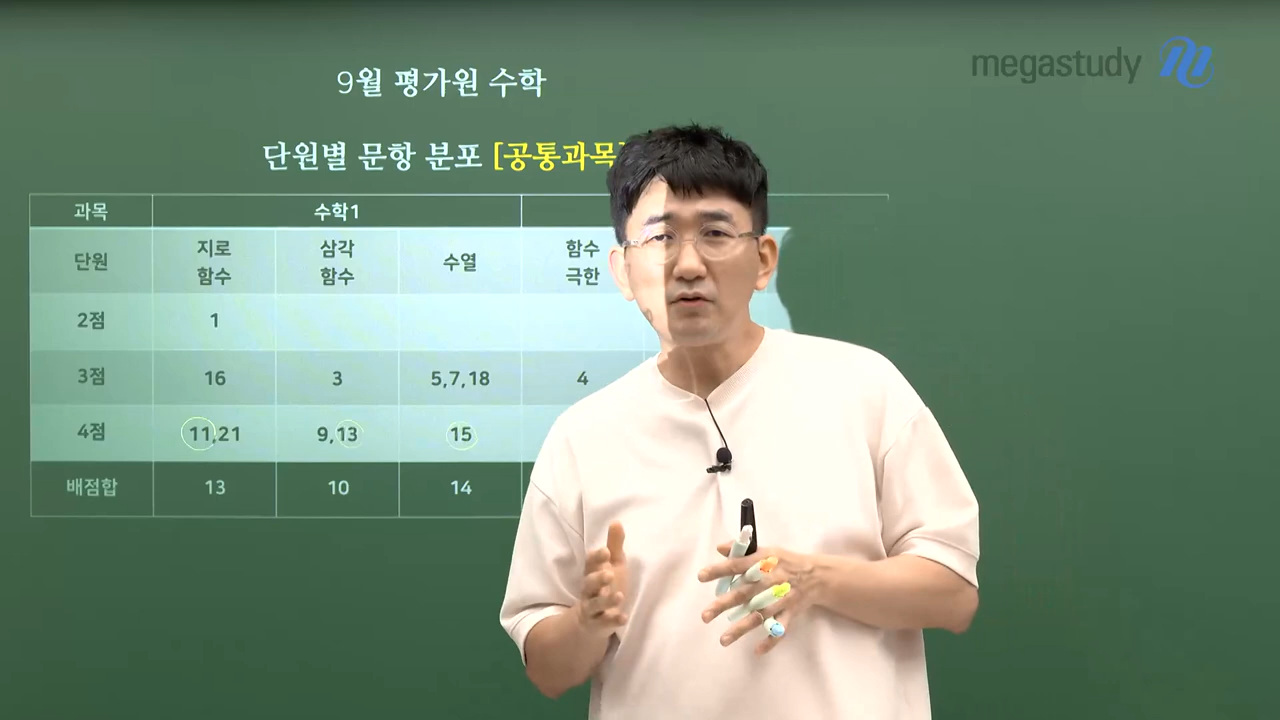 megastudy
9월 평가원 수학
단원별 문항 분포 [공통과목]
과목 수학1
단원 지로 함수 삼각 함수 수열 함수 극한
2점 1
3점 16 3 5,7,18 4
4점 11,21 9,13 15
배점합 13 10 14